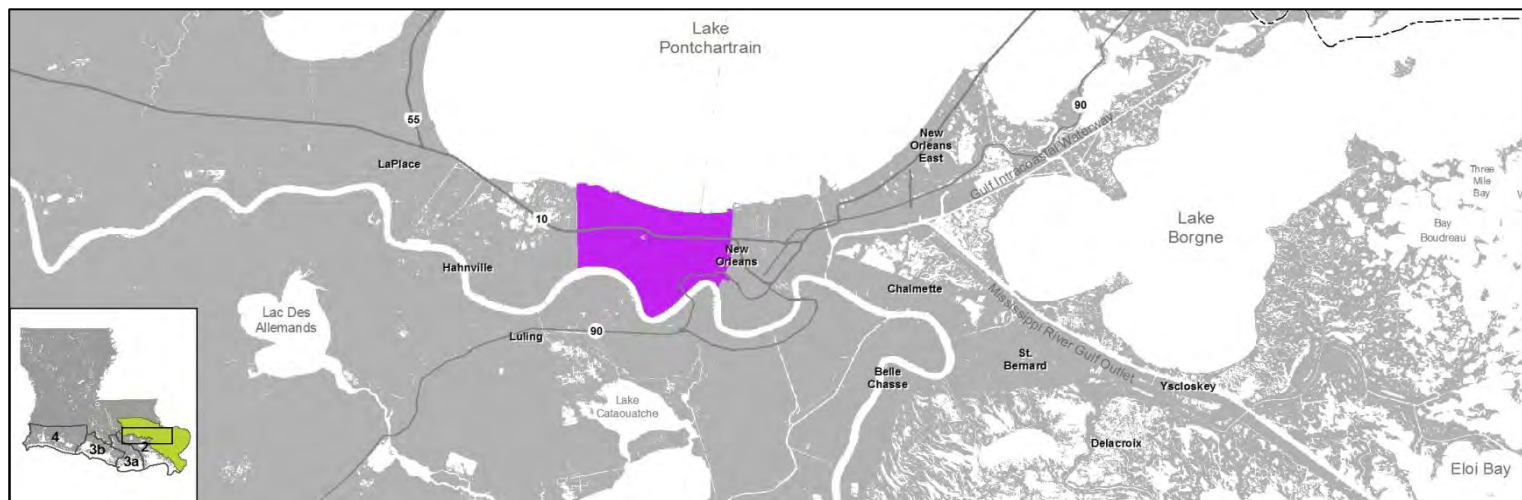 Lake
Pontchartrain
55
90
New
Orleans
East
LaPlace
Gulf Intracoastal Waterway
Three
Mile
Bay
10
Lake
Borgne
Bay
Boudreau
New
Orleans
Hahnville
Chalmette
Mississippi River Gulf Outlet
Lac Des
Allemands
Luling
90
St.
Bernard
Belle
Chasse
Yscloskey
Lake
Cataouatche
Delacroix
Eloi Bay
4
3b
3a
2